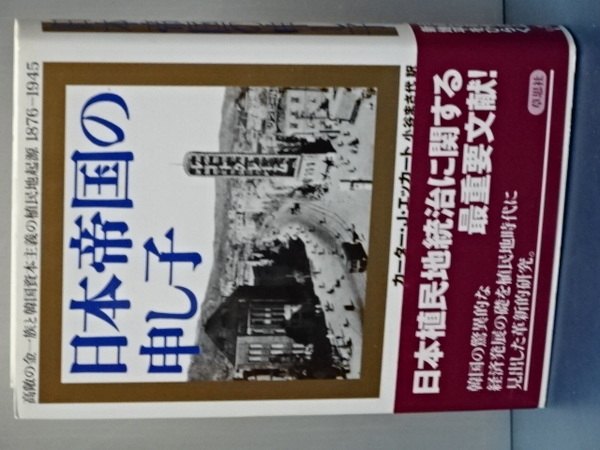 高敞の金一族と韓国資本主義の植民地起源 1876-1945
日本帝国の
申し子
カーター・J・エッカート 小谷まさ代 訳
日本植民地統治に関する
最重要文献!
韓国の驚異的な
経済発展の礎を植民地時代に
見出した革新的研究。
草思社